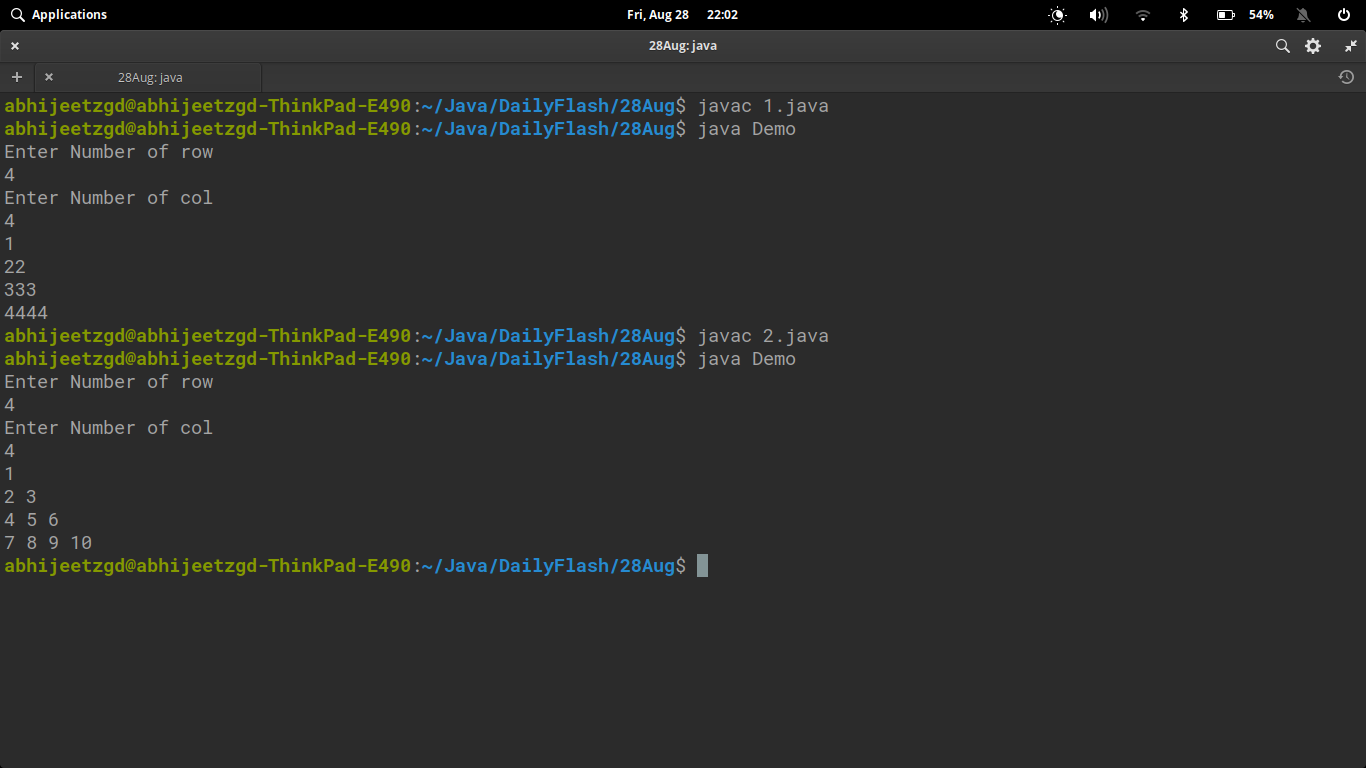 Applications Fri, Aug 28 22:02 54%
28Aug: java
28Aug: java
abhijeetzgd@abhijeetzgd-ThinkPad-E490:~/Java/DailyFlash/28Aug$ javac 1.java
abhijeetzgd@abhijeetzgd-ThinkPad-E490:~/Java/DailyFlash/28Aug$ java Demo
Enter Number of row
4
Enter Number of col
4
1
22
333
4444
abhijeetzgd@abhijeetzgd-ThinkPad-E490:~/Java/DailyFlash/28Aug$ javac 2.java
abhijeetzgd@abhijeetzgd-ThinkPad-E490:~/Java/DailyFlash/28Aug$ java Demo
Enter Number of row
4
Enter Number of col
4
1
2 3
4 5 6
7 8 9 10
abhijeetzgd@abhijeetzgd-ThinkPad-E490:~/Java/DailyFlash/28Aug$